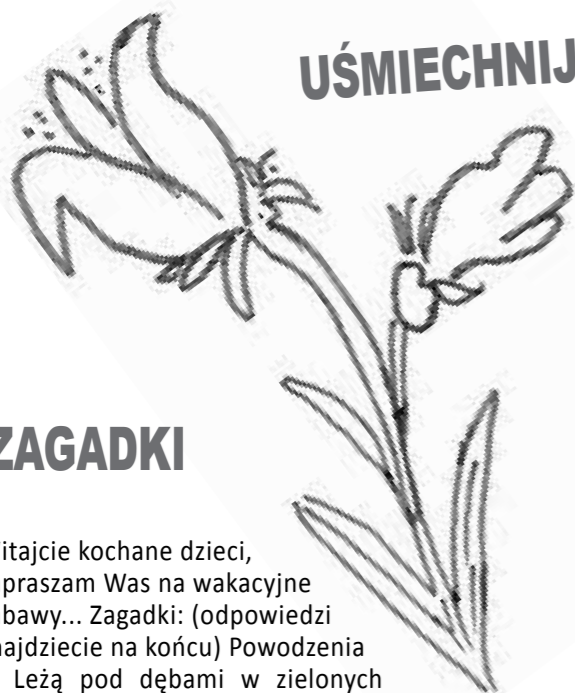 UŚMIECHNIJ
ZAGADKI
itajcie kochane dzieci,
praszam Was na wakacyjne
bawy... Zagadki: (odpowiedzi
najdziecie na końcu) Powodzenia
Leżą pod dębami w zielonych